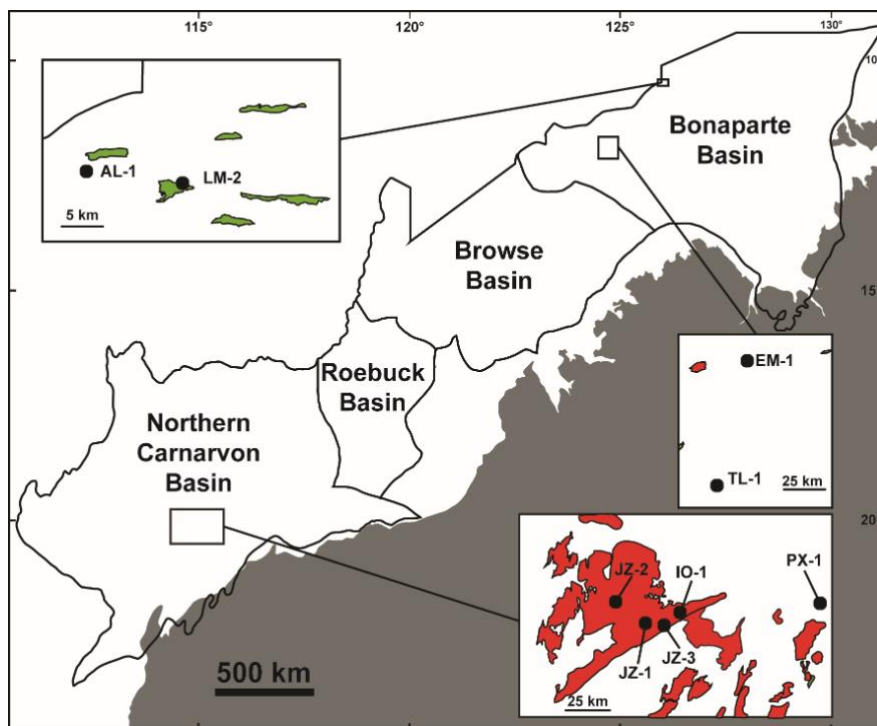 115°
120°
125°
130°
10
AL-1
LM-2
5 km
Bonaparte
Basin
Browse
Basin
15
EM-1
Roebuck
Basin
Northern
Carnarvon
Basin
TL-1
25 km
20
JZ-2
IO-1
PX-1
JZ-1
JZ-3
25 km
500 km